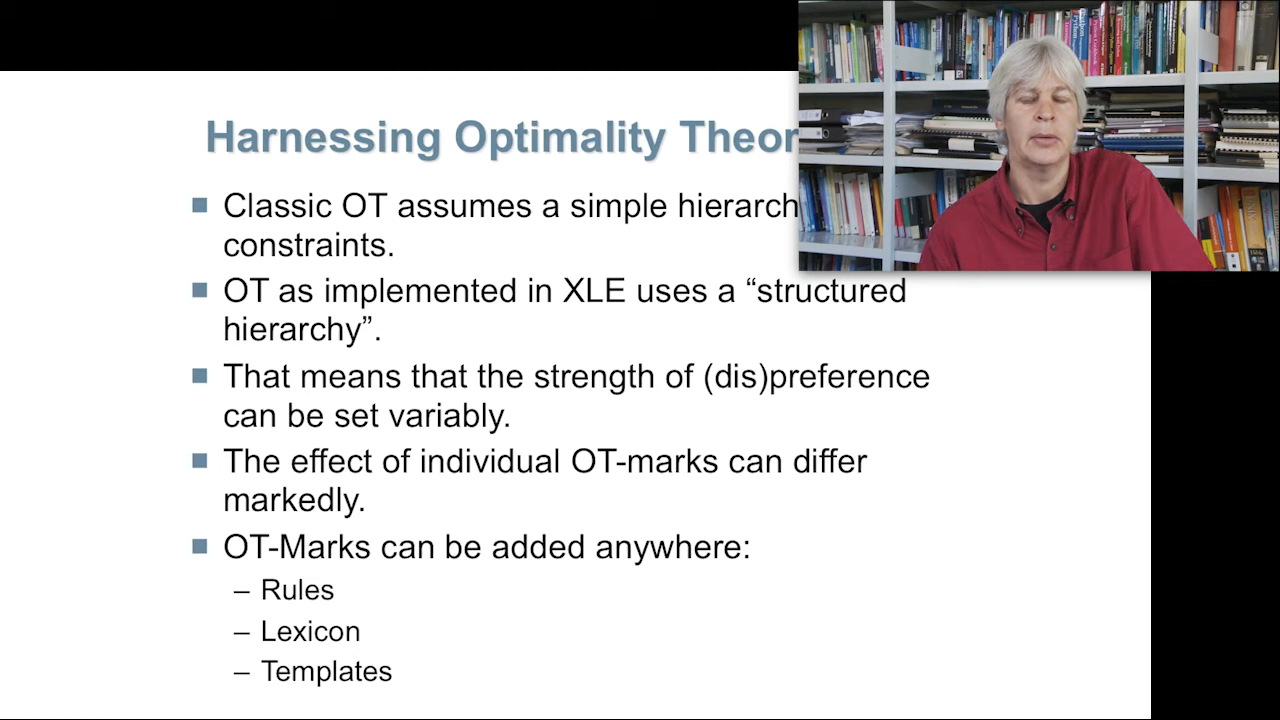 Harnessing Optimality Theor
Classic OT assumes a simple hierarch
constraints.
OT as implemented in XLE uses a “structured
hierarchy”.
That means that the strength of (dis)preference
can be set variably.
The effect of individual OT-marks can differ
markedly.
OT-Marks can be added anywhere:
– Rules
– Lexicon
– Templates